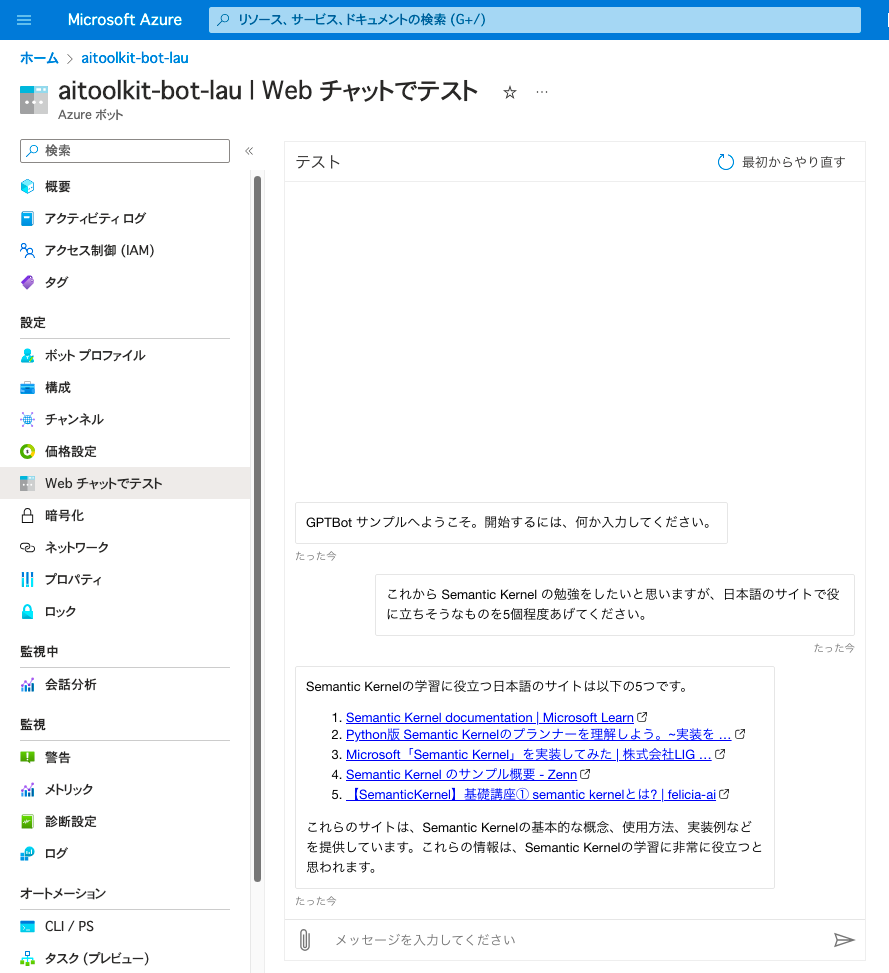 Microsoft Azure
リソース、サービス、ドキュメントの検索 (G+/)
ホーム > aitoolkit-bot-lau
aitoolkit-bot-lau | Web チャットでテスト ☆ …
Azure ボット
検索 «
概要
アクティビティ ログ
アクセス制御 (IAM)
タグ
設定
ボット プロファイル
構成
チャンネル
価格設定
Web チャットでテスト
暗号化
ネットワーク
プロパティ
ロック
監視中
会話分析
監視
警告
メトリック
診断設定
ログ
オートメーション
CLI / PS
タスク (プレビュー)
テスト
最初からやり直す
GPTBot サンプルへようこそ。開始するには、何か入力してください。
たった今
これから Semantic Kernel の勉強をしたいと思いますが、日本語のサイトで役
に立ちそうなものを5個程度あげてください。
たった今
Semantic Kernelの学習に役立つ日本語のサイトは以下の5つです。
1. Semantic Kernel documentation | Microsoft Learn
2. Python版 Semantic Kernelのプランナーを理解しよう。~実装を ...
3. Microsoft「Semantic Kernel」を実装してみた | 株式会社LIG ...
4. Semantic Kernel のサンプル概要 - Zenn
5. 【SemanticKernel】基礎講座① semantic kernelとは? | felicia-ai
これらのサイトは、Semantic Kernelの基本的な概念、使用方法、実装例など
を提供しています。これらの情報は、Semantic Kernelの学習に非常に役立つと
思われます。
たった今
メッセージを入力してください